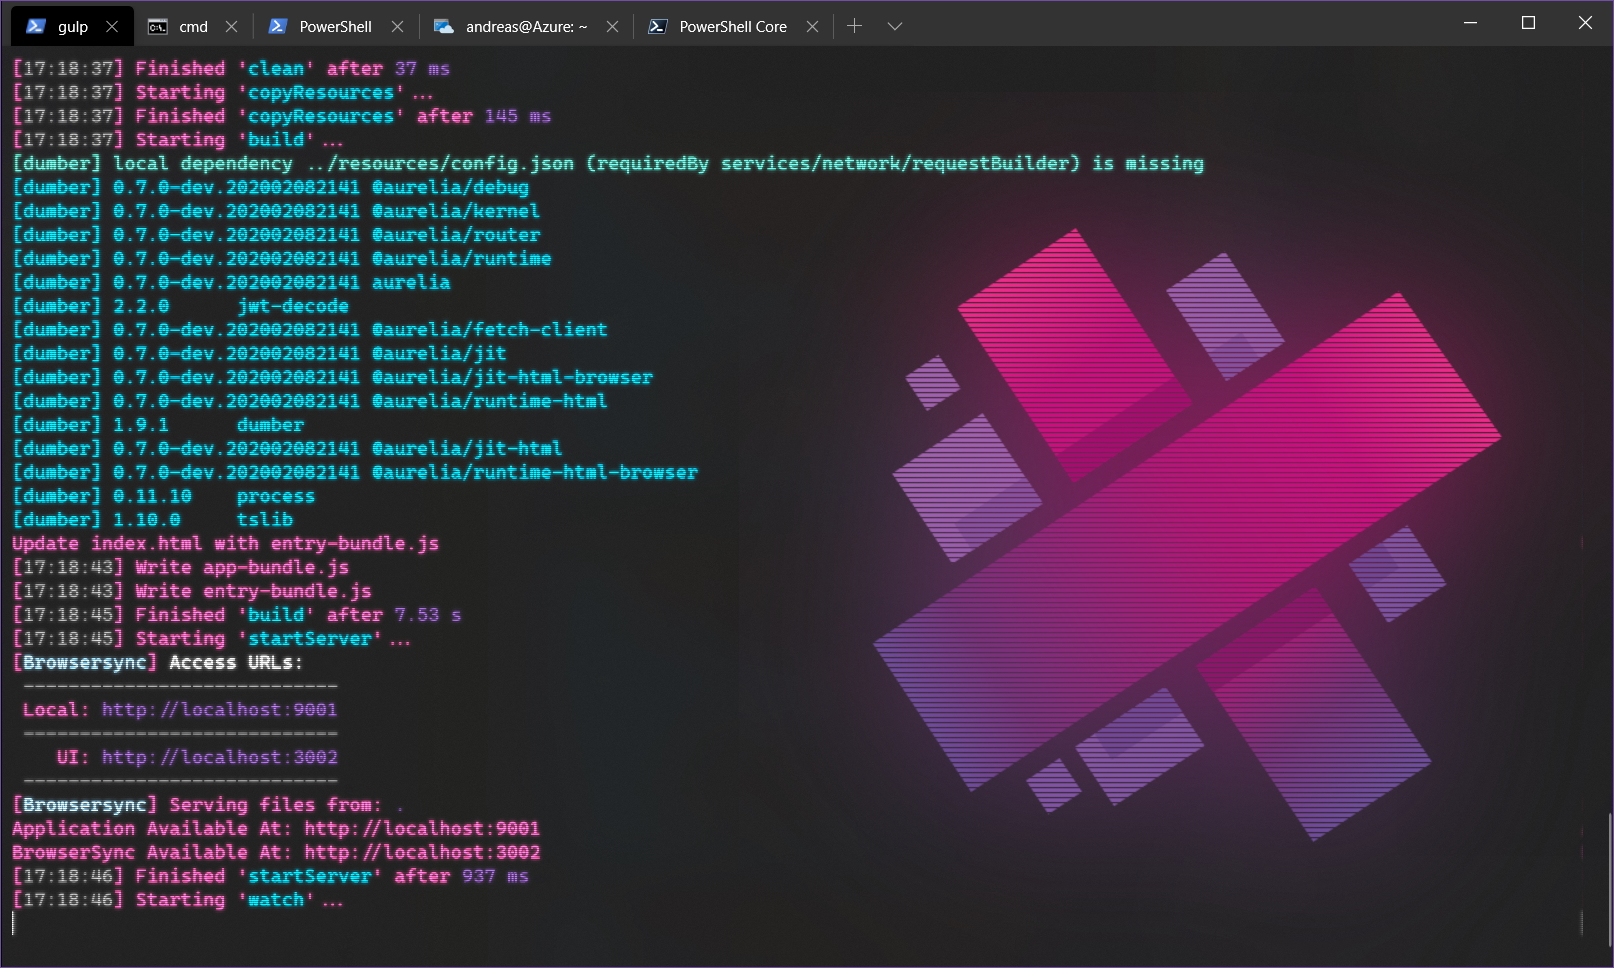 gulp cmd PowerShell andreas@Azure: ~ PowerShell Core
[17:18:37] Finished 'clean' after 37 ms
[17:18:37] Starting 'copyResources'...
[17:18:37] Finished 'copyResources' after 145 ms
[17:18:37] Starting 'build'...
[dumber] local dependency ../resources/config.json (requiredBy services/network/requestBuilder) is missing
[dumber] 0.7.0-dev.202002082141 @aurelia/debug
[dumber] 0.7.0-dev.202002082141 @aurelia/kernel
[dumber] 0.7.0-dev.202002082141 @aurelia/router
[dumber] 0.7.0-dev.202002082141 @aurelia/runtime
[dumber] 0.7.0-dev.202002082141 aurelia
[dumber] 2.2.0      jwt-decode
[dumber] 0.7.0-dev.202002082141 @aurelia/fetch-client
[dumber] 0.7.0-dev.202002082141 @aurelia/jit
[dumber] 0.7.0-dev.202002082141 @aurelia/jit-html-browser
[dumber] 0.7.0-dev.202002082141 @aurelia/runtime-html
[dumber] 1.9.1      dumber
[dumber] 0.7.0-dev.202002082141 @aurelia/jit-html
[dumber] 0.7.0-dev.202002082141 @aurelia/runtime-html-browser
[dumber] 0.11.10    process
[dumber] 1.10.0     tslib
Update index.html with entry-bundle.js
[17:18:43] Write app-bundle.js
[17:18:43] Write entry-bundle.js
[17:18:45] Finished 'build' after 7.53 s
[17:18:45] Starting 'startServer'...
[Browsersync] Access URLs:
----------------------------
Local: http://localhost:9001
----------------------------
UI: http://localhost:3002
----------------------------
[Browsersync] Serving files from: .
Application Available At: http://localhost:9001
BrowserSync Available At: http://localhost:3002
[17:18:46] Finished 'startServer' after 937 ms
[17:18:46] Starting 'watch'...